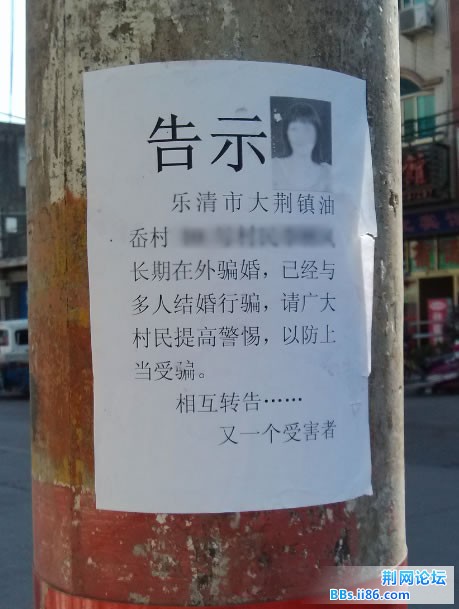 告示
乐清市大荆镇油
岙村
长期在外骗婚，已经与
多人结婚行骗，请广大
村民提高警惕，以防上
当受骗。
相互转告……
又一个受害者
荆网论坛
BBs.ii86.com